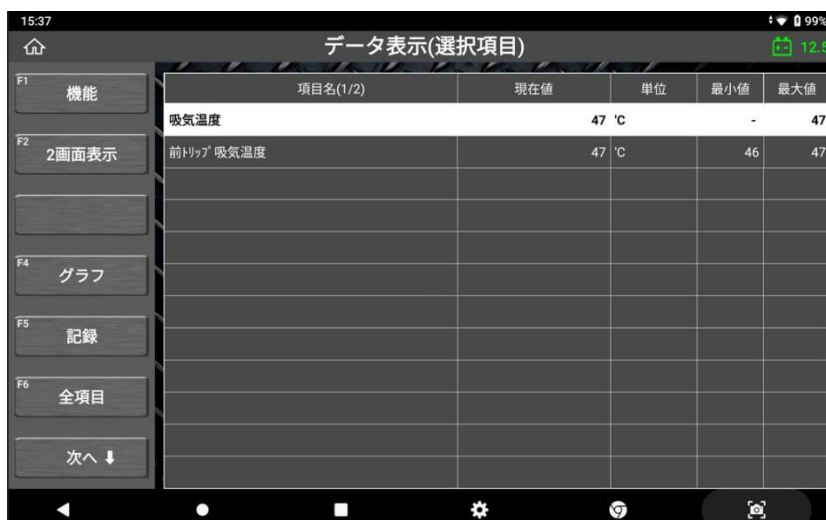 15:37 99%
データ表示(選択項目) 12.5
F1 機能
F2 2画面表示
F4 グラフ
F5 記録
F6 全項目
次へ ⬇
項目名(1/2) 現在値 単位 最小値 最大値
吸気温度 47 ℃ - 47
前ﾄﾘｯﾌﾟ吸気温度 47 ℃ 46 47